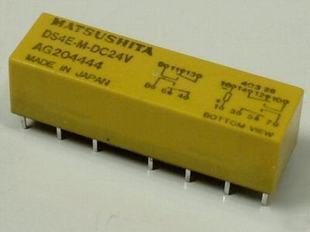 MATSUSHITA
DS4E-M-DC24V
AG204444
MADE IN JAPAN
BOTTOM VIEW